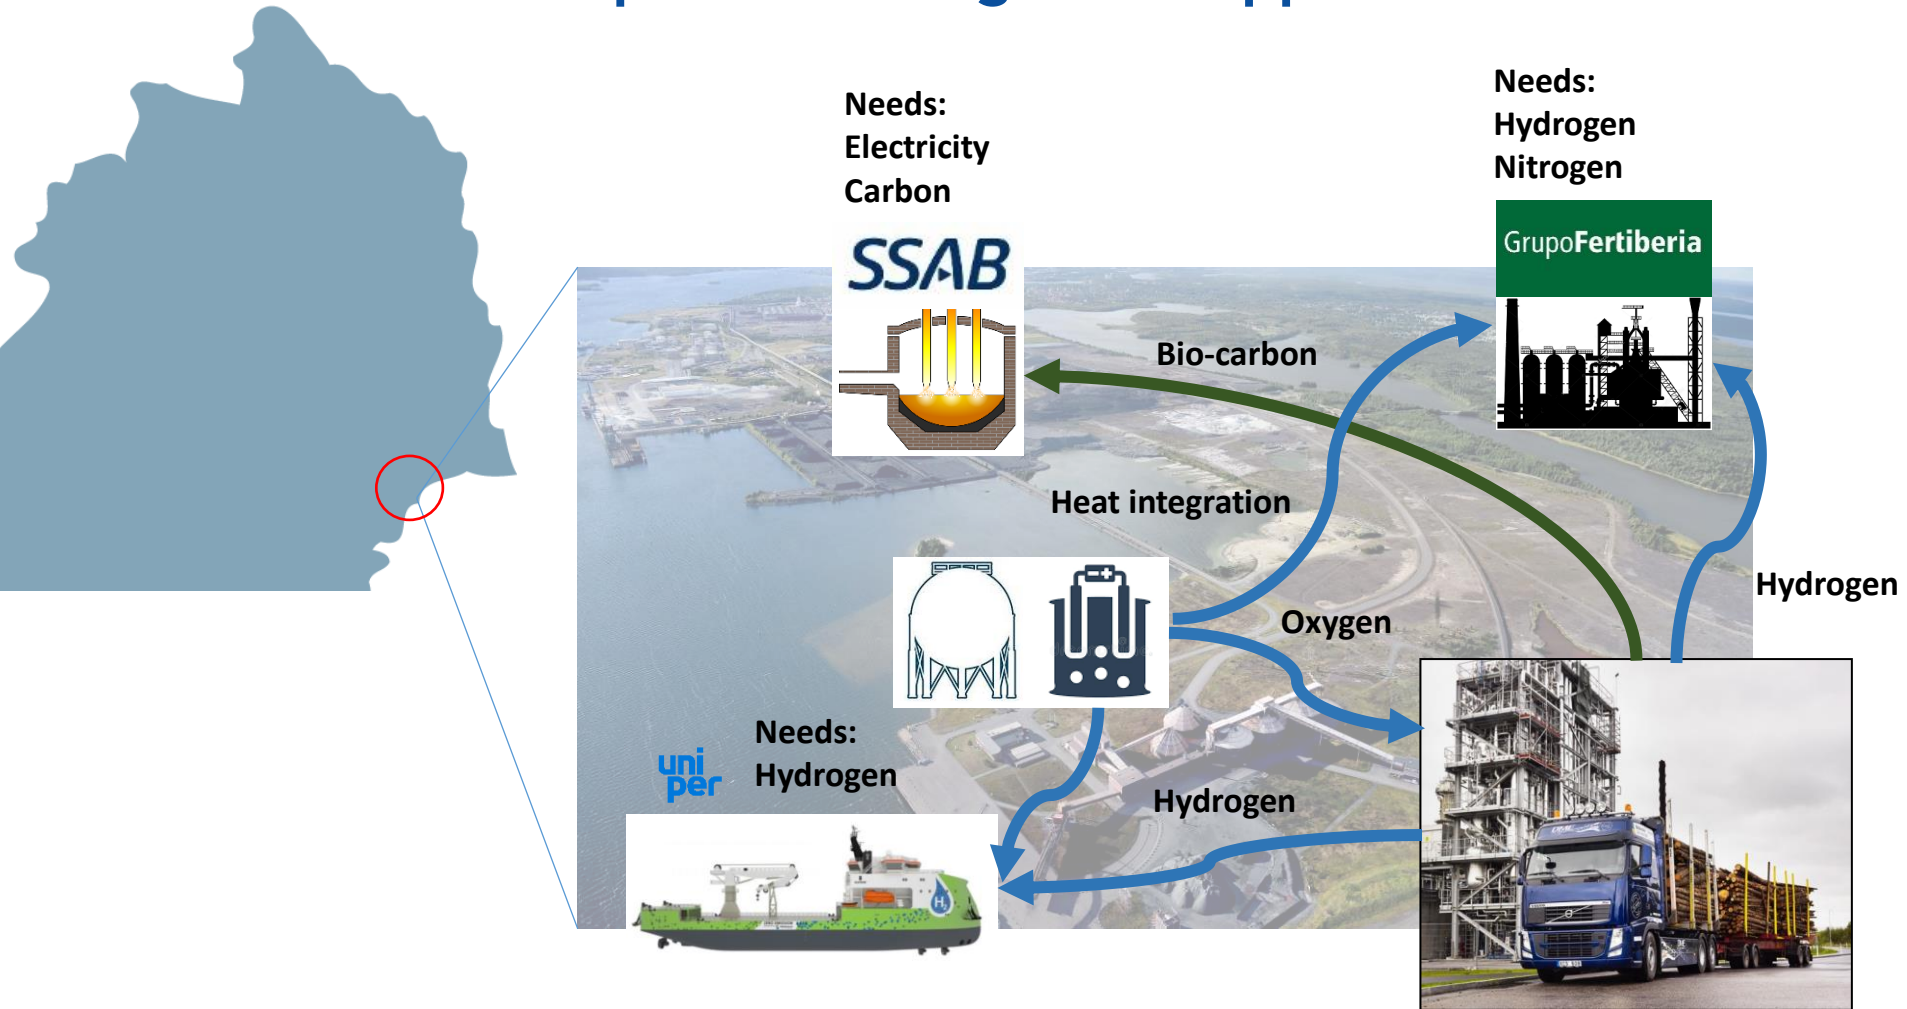 Needs:
Electricity
Carbon
SSAB
Needs:
Hydrogen
Nitrogen
GrupoFertiberia
Bio-carbon
Heat integration
Hydrogen
Oxygen
Needs:
Hydrogen
uni
per
Hydrogen
H2